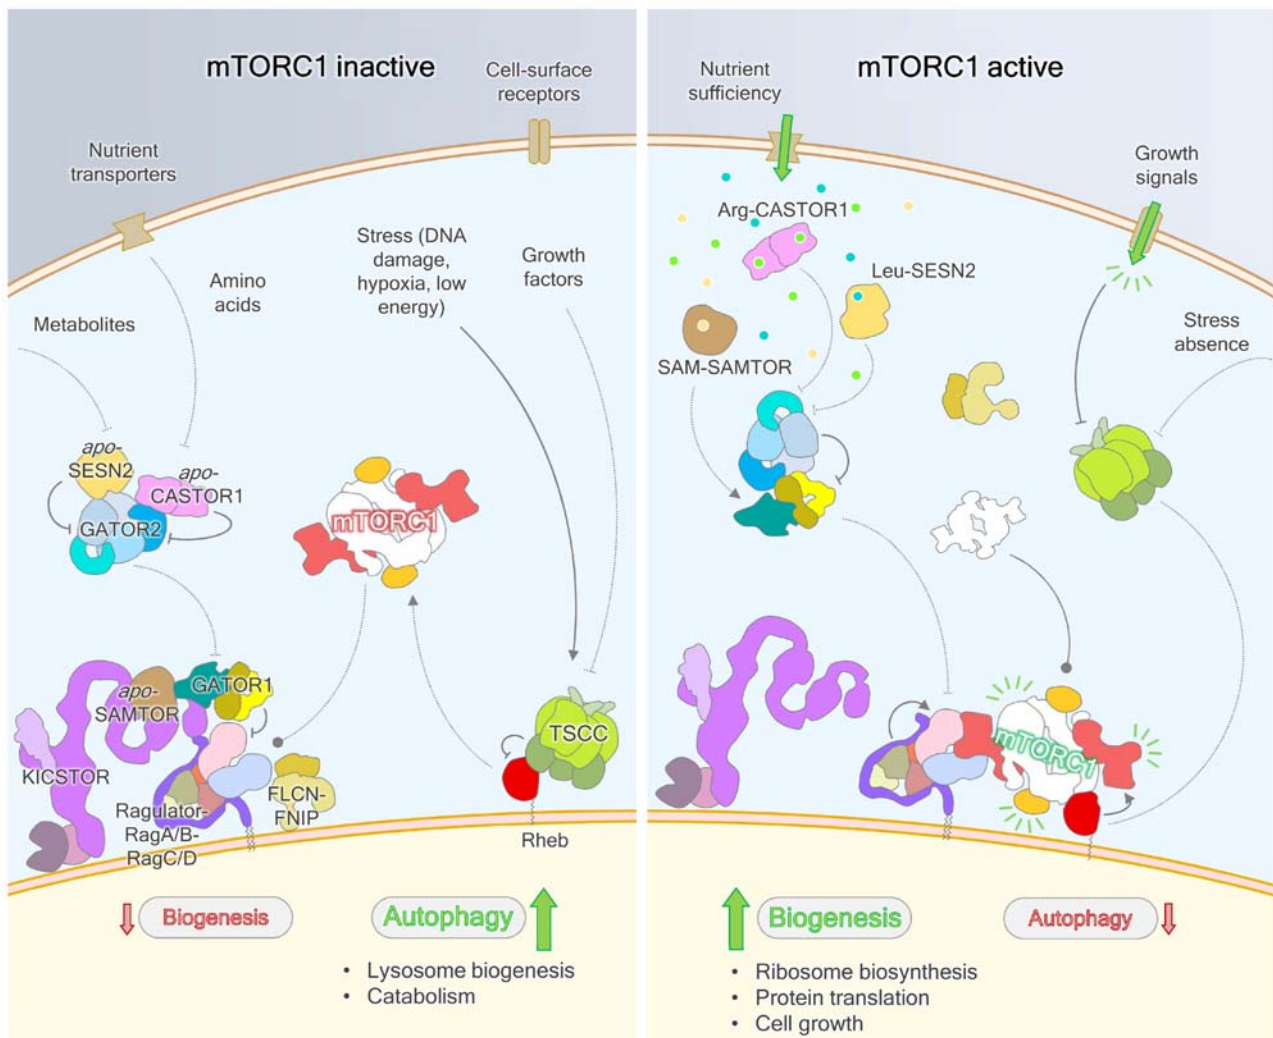 mTORC1 inactive
Cell-surface
receptors
Nutrient
transporters
Stress (DNA
damage,
hypoxia, low
energy)
Growth
factors
Amino
acids
Metabolites
apo-
SESN2
apo-
CASTOR1
GATOR2
mTORC1
apo-
SAMTOR
GATOR1
KICSTOR
TSCC
FLCN-
FNIP
Ragulator-
RagA/B-
RagC/D
Rheb
Biogenesis
Autophagy
• Lysosome biogenesis
• Catabolism
mTORC1 active
Nutrient
sufficiency
Growth
signals
Arg-CASTOR1
Leu-SESN2
SAM-SAMTOR
Stress
absence
mTORC1
Biogenesis
Autophagy
• Ribosome biosynthesis
• Protein translation
• Cell growth